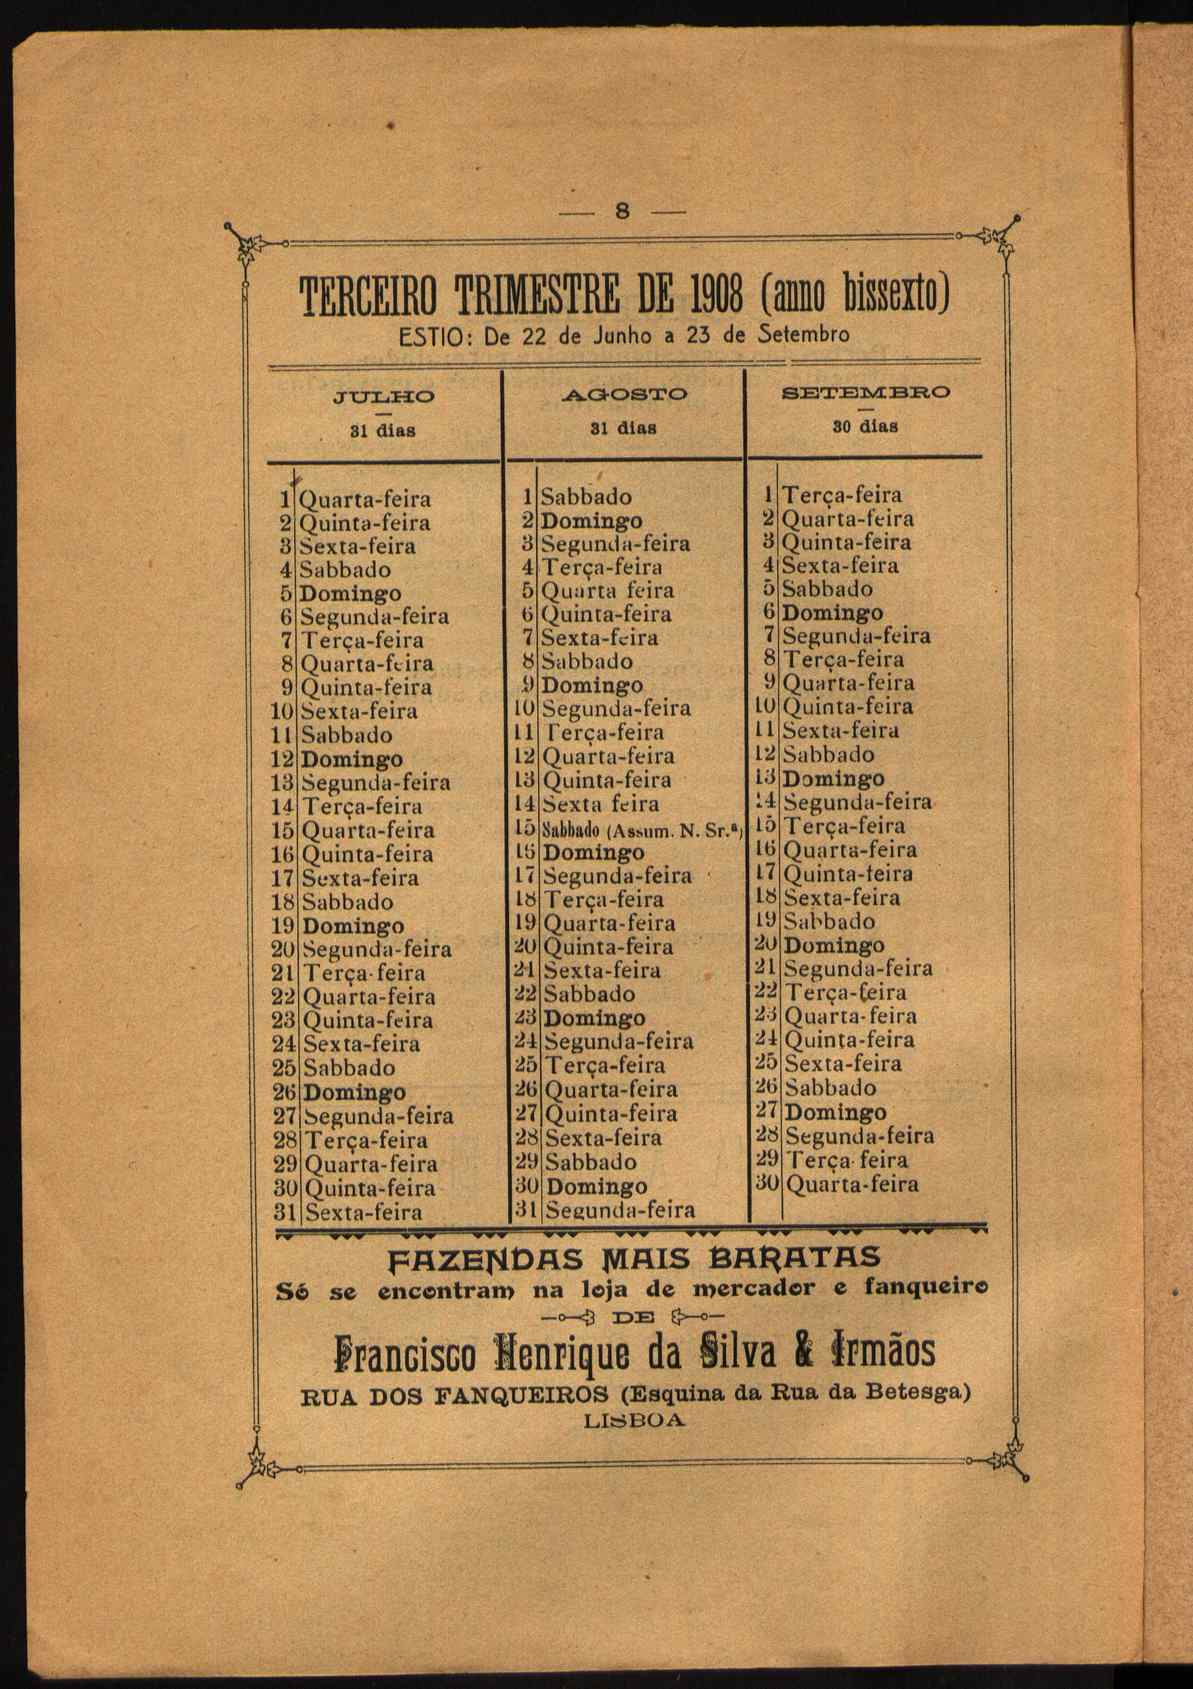 — 8 —
TERCEIRO TRIMESTRE DE 1908 (anno bissexto)
ESTIO: De 22 de Junho a 23 de Setembro
JULHO
31 dias
1 Quarta-feira
2 Quinta-feira
3 Sexta-feira
4 Sabbado
5 Domingo
6 Segunda-feira
7 Terça-feira
8 Quarta-feira
9 Quinta-feira
10 Sexta-feira
11 Sabbado
12 Domingo
13 Segunda-feira
14 Terça-feira
15 Quarta-feira
16 Quinta-feira
17 Sexta-feira
18 Sabbado
19 Domingo
20 Segunda-feira
21 Terça-feira
22 Quarta-feira
23 Quinta-feira
24 Sexta-feira
25 Sabbado
26 Domingo
27 Segunda-feira
28 Terça-feira
29 Quarta-feira
30 Quinta-feira
31 Sexta-feira
AGOSTO
31 dias
1 Sabbado
2 Domingo
3 Segunda-feira
4 Terça-feira
5 Quarta feira
6 Quinta-feira
7 Sexta-feira
8 Sabbado
9 Domingo
10 Segunda-feira
11 Terça-feira
12 Quarta-feira
13 Quinta-feira
14 Sexta feira
15 Sabbado (Assum. N. Sr.ª)
16 Domingo
17 Segunda-feira
18 Terça-feira
19 Quarta-feira
20 Quinta-feira
21 Sexta-feira
22 Sabbado
23 Domingo
24 Segunda-feira
25 Terça-feira
26 Quarta-feira
27 Quinta-feira
28 Sexta-feira
29 Sabbado
30 Domingo
31 Segunda-feira
SETEMBRO
30 dias
1 Terça-feira
2 Quarta-feira
3 Quinta-feira
4 Sexta-feira
5 Sabbado
6 Domingo
7 Segunda-feira
8 Terça-feira
9 Quarta-feira
10 Quinta-feira
11 Sexta-feira
12 Sabbado
13 Domingo
14 Segunda-feira
15 Terça-feira
16 Quarta-feira
17 Quinta-feira
18 Sexta-feira
19 Sabbado
20 Domingo
21 Segunda-feira
22 Terça-feira
23 Quarta-feira
24 Quinta-feira
25 Sexta-feira
26 Sabbado
27 Domingo
28 Segunda-feira
29 Terça-feira
30 Quarta-feira
FAZENDAS MAIS BARATAS
Só se encontram na loja de mercador e fanqueiro
DE
Francisco Henrique da Silva & Irmãos
RUA DOS FANQUEIROS (Esquina da Rua da Betesga)
LISBOA